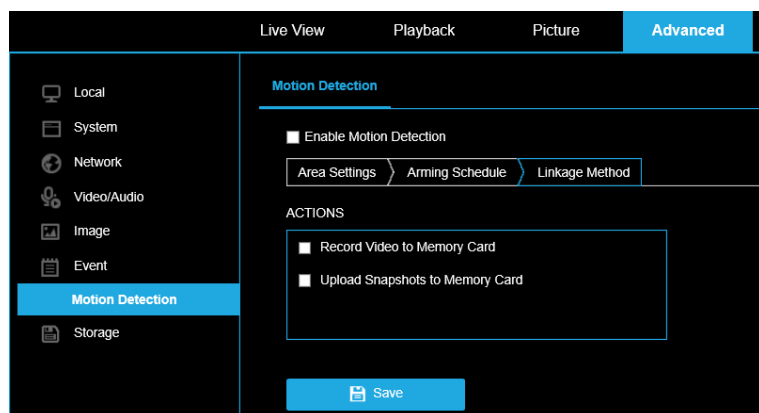 Live View Playback Picture Advanced
Local
System
Network
Video/Audio
Image
Event
Motion Detection
Storage
Motion Detection
Enable Motion Detection
Area Settings Arming Schedule Linkage Method
ACTIONS
Record Video to Memory Card
Upload Snapshots to Memory Card
Save